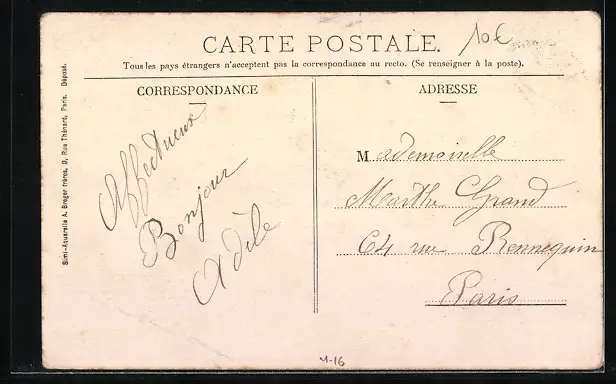 CARTE POSTALE.
10€
Tous les pays étrangers n'acceptent pas la correspondance au recto. (Se renseigner à la poste).
CORRESPONDANCE
Affectueux
Bonjour
Adèle
ADRESSE
Mademoiselle
Marthe Grand
64 rue Rennequin
Paris
Simi-Aquarelle A. Breger frères, 9, Rue Thénard, Paris. Déposé.
4-16